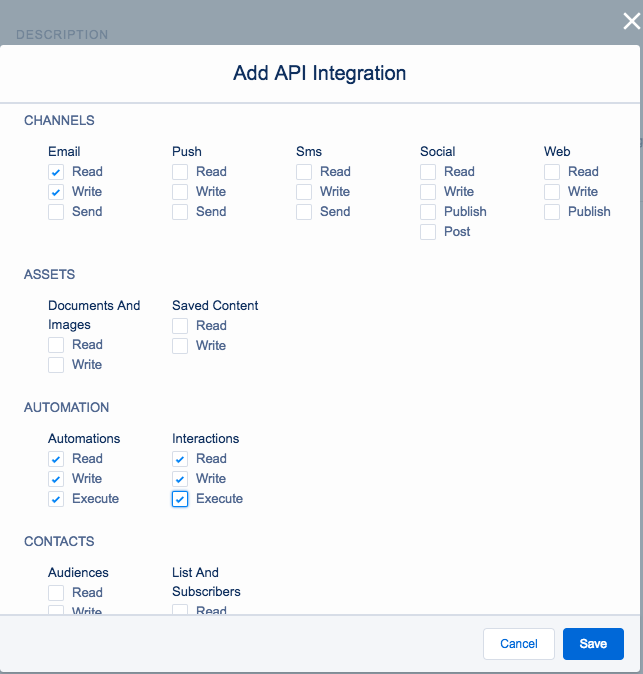 DESCRIPTION
Add API Integration
CHANNELS
Email Push Sms Social Web
Read Read Read Read Read
Write Write Write Write Write
Send Send Send Publish Publish
Post
ASSETS
Documents And Saved Content
Images Read
Read Write
Write
AUTOMATION
Automations Interactions
Read Read
Write Write
Execute Execute
CONTACTS
Audiences List And
Read Subscribers
Write Read
Cancel Save